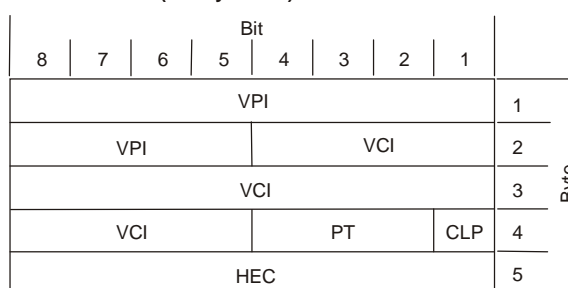 Bit
8 7 6 5 4 3 2 1
VPI 1
VPI VCI 2
VCI 3
VCI PT CLP 4
HEC 5
Byte